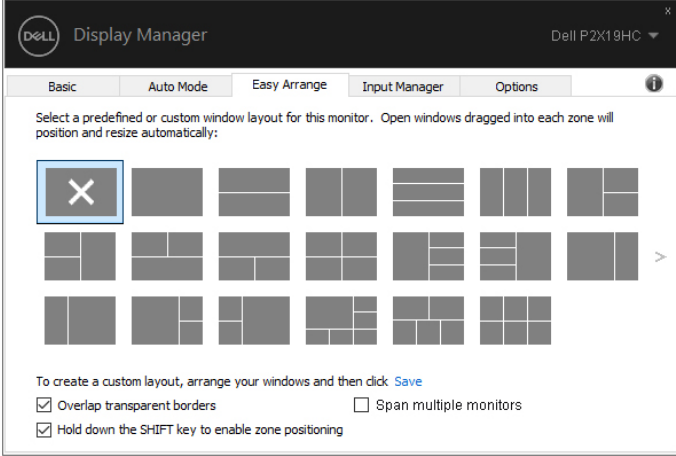 x
DELL
Display Manager
Dell P2X19HC
Basic
Auto Mode
Easy Arrange
Input Manager
Options
Select a predefined or custom window layout for this monitor.  Open windows dragged into each zone will
position and resize automatically:
To create a custom layout, arrange your windows and then click Save
Overlap transparent borders
Span multiple monitors
Hold down the SHIFT key to enable zone positioning